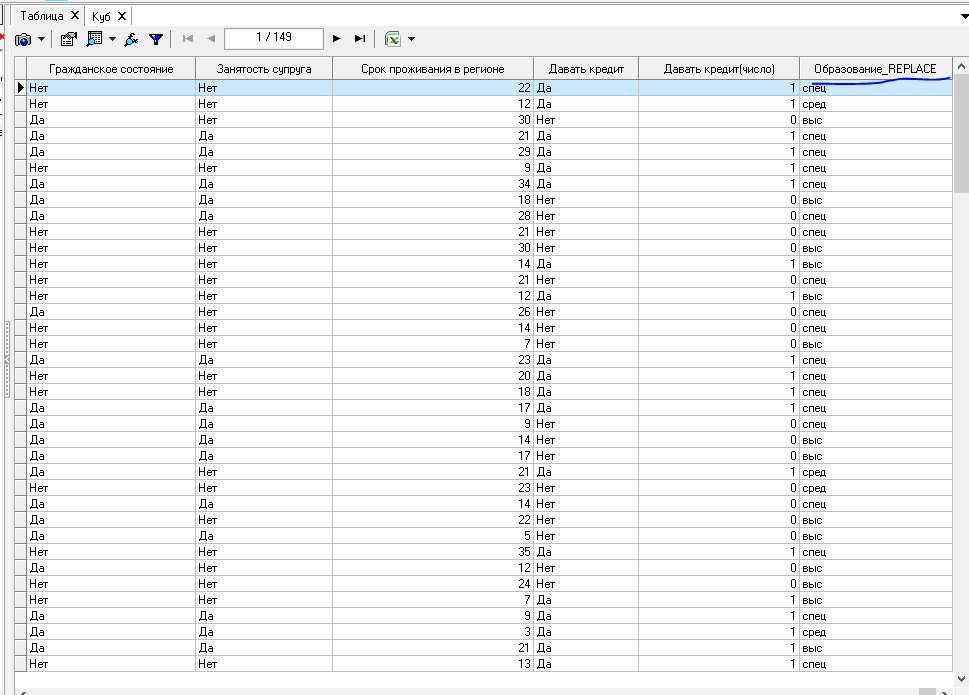 Таблица X Куб X
1 / 149
Гражданское состояние Занятость супруга Срок проживания в регионе Давать кредит Давать кредит(число) Образование_REPLACE
Нет Нет 22 Да 1 спец
Нет Нет 12 Да 1 сред
Да Нет 30 Нет 0 выс
Да Да 21 Да 1 спец
Да Да 29 Да 1 спец
Нет Нет 9 Да 1 спец
Да Да 34 Да 1 спец
Да Да 18 Нет 0 выс
Да Да 28 Нет 0 спец
Нет Нет 21 Нет 0 спец
Нет Нет 30 Нет 0 выс
Нет Нет 14 Да 1 выс
Нет Нет 21 Нет 0 спец
Нет Нет 12 Да 1 выс
Да Нет 26 Нет 0 спец
Нет Нет 14 Нет 0 спец
Нет Нет 7 Нет 0 выс
Да Да 23 Да 1 спец
Нет Нет 20 Да 1 спец
Нет Нет 18 Да 1 спец
Да Да 17 Да 1 спец
Да Да 9 Нет 0 спец
Да Да 14 Нет 0 выс
Да Да 17 Нет 0 выс
Да Нет 21 Да 1 сред
Нет Нет 23 Нет 0 сред
Да Да 14 Нет 0 спец
Да Нет 22 Нет 0 выс
Да Да 5 Нет 0 выс
Нет Нет 35 Да 1 спец
Да Нет 12 Нет 0 выс
Нет Нет 24 Нет 0 выс
Нет Нет 7 Да 1 выс
Да Да 9 Да 1 спец
Да Да 3 Да 1 сред
Да Да 21 Да 1 выс
Нет Нет 13 Да 1 спец